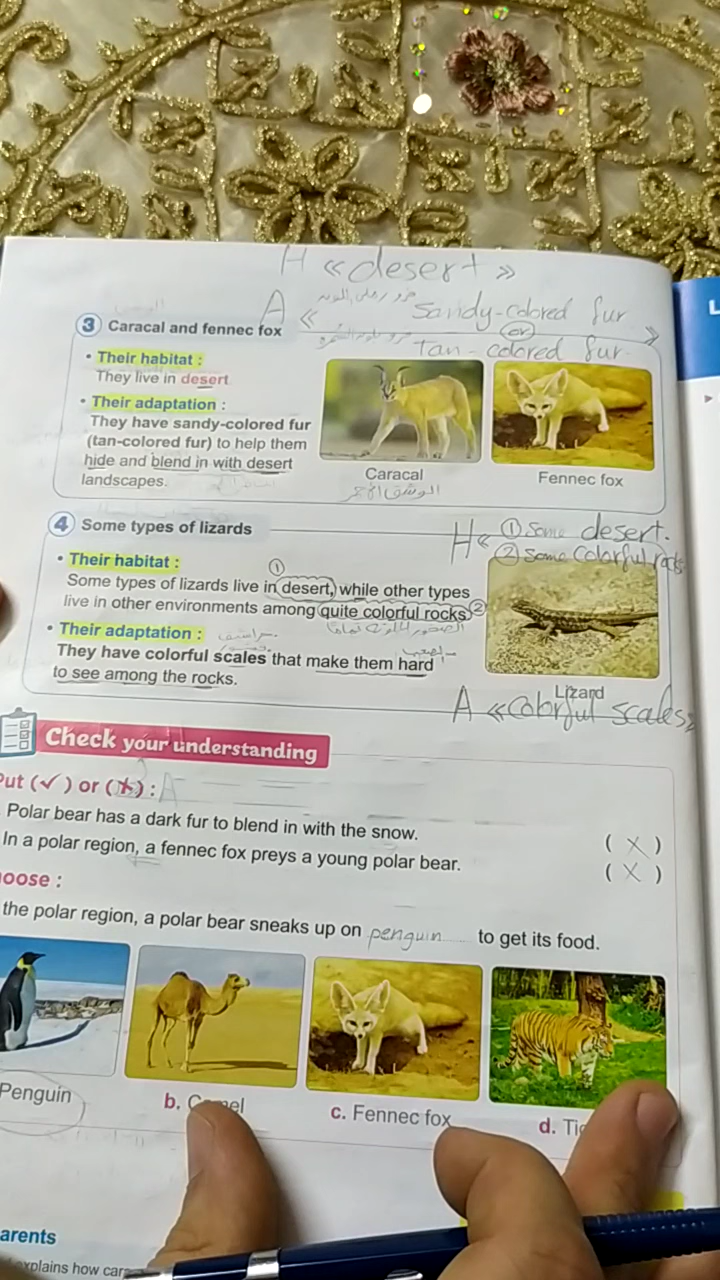 H « desert »
A « sandy-colored fur
(or) »
tan-colored fur
3 Caracal and fennec fox
• Their habitat :
They live in desert
• Their adaptation :
They have sandy-colored fur
(tan-colored fur) to help them
hide and blend in with desert
landscapes.
Caracal
Fennec fox
4 Some types of lizards
H « ① Some desert.
② Some colorful
• Their habitat :
①
Some types of lizards live in desert, while other types
live in other environments among quite colorful rocks ②
• Their adaptation :
They have colorful scales that make them hard
to see among the rocks.
Lizard
A « colorful scales»
Check your understanding
Put (✓) or (✗) :
Polar bear has a dark fur to blend in with the snow. ( X )
In a polar region, a fennec fox preys a young polar bear. ( X )
oose :
the polar region, a polar bear sneaks up on penguin to get its food.
Penguin
b.
c. Fennec fox
d.
arents
explains how
L